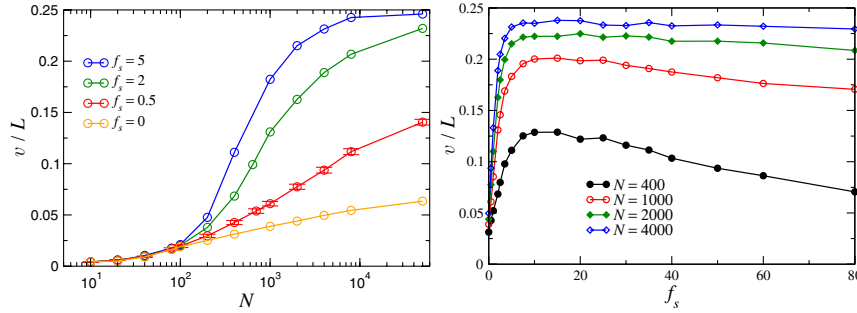 0.25
0.2
0.15
0.1
0.05
0
v / L
f_s = 5
f_s = 2
f_s = 0.5
f_s = 0
10^1 10^2 10^3 10^4
N
0.25
0.2
0.15
0.1
0.05
0
v / L
N = 400
N = 1000
N = 2000
N = 4000
0 20 40 60 80
f_s